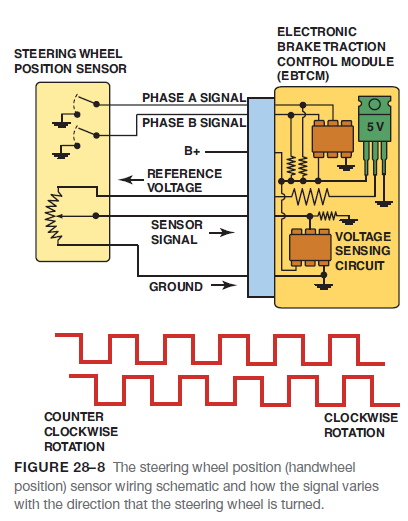 ELECTRONIC
BRAKE TRACTION
CONTROL MODULE
(EBTCM)
STEERING WHEEL
POSITION SENSOR
PHASE A SIGNAL
5 V
PHASE B SIGNAL
B+
REFERENCE
VOLTAGE
SENSOR
SIGNAL
VOLTAGE
SENSING
CIRCUIT
GROUND
COUNTER
CLOCKWISE
ROTATION
CLOCKWISE
ROTATION
FIGURE 28–8 The steering wheel position (handwheel
position) sensor wiring schematic and how the signal varies
with the direction that the steering wheel is turned.